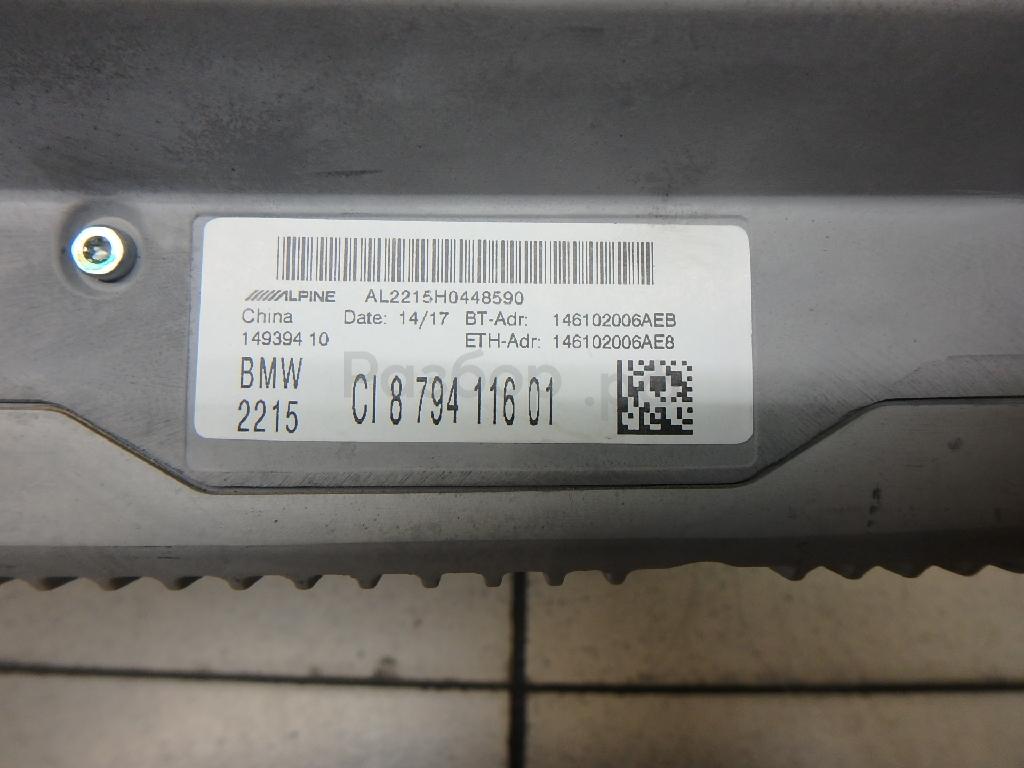 ALPINE AL2215H0448590
China Date: 14/17 BT-Adr: 146102006AEB
149394 10 ETH-Adr: 146102006AE8
BMW
2215 CI 8 794 116 01
Разбор